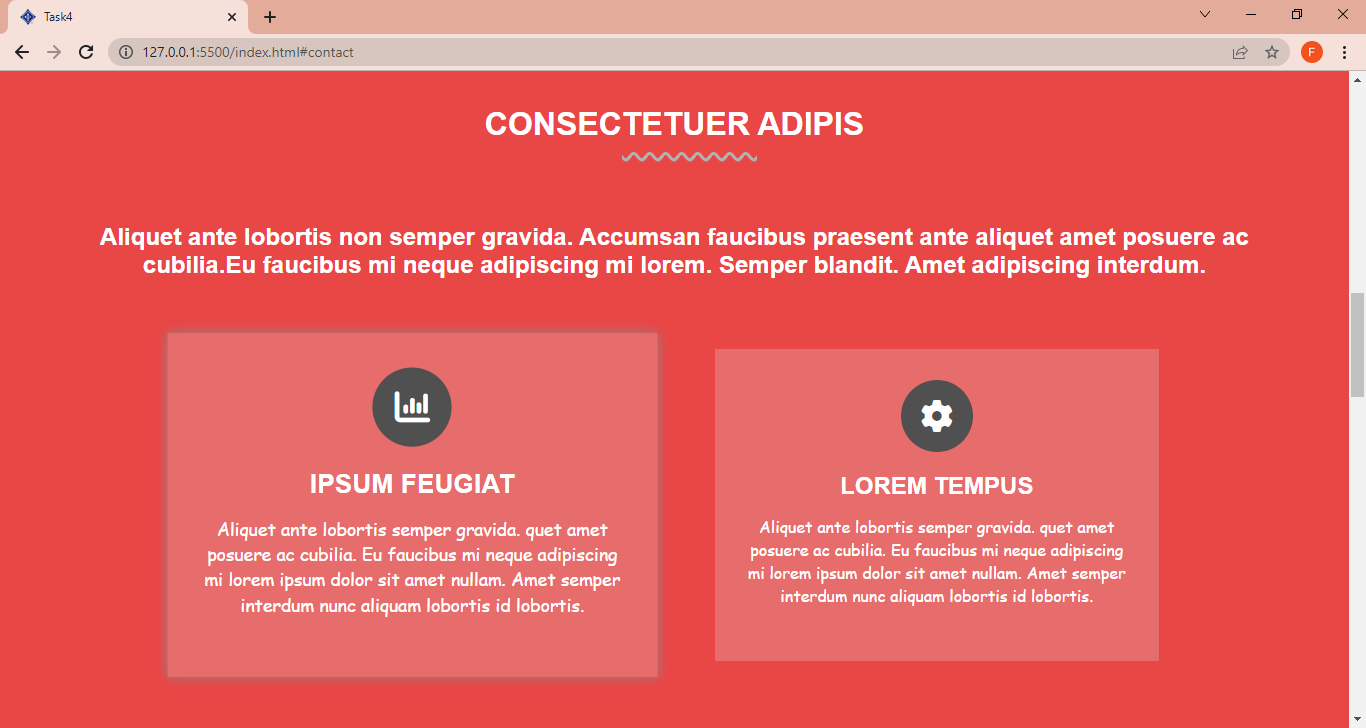 Task4
127.0.0.1:5500/index.html#contact
F
CONSECTETUER ADIPIS
Aliquet ante lobortis non semper gravida. Accumsan faucibus praesent ante aliquet amet posuere ac
cubilia.Eu faucibus mi neque adipiscing mi lorem. Semper blandit. Amet adipiscing interdum.
IPSUM FEUGIAT
Aliquet ante lobortis semper gravida. quet amet
posuere ac cubilia. Eu faucibus mi neque adipiscing
mi lorem ipsum dolor sit amet nullam. Amet semper
interdum nunc aliquam lobortis id lobortis.
LOREM TEMPUS
Aliquet ante lobortis semper gravida. quet amet
posuere ac cubilia. Eu faucibus mi neque adipiscing
mi lorem ipsum dolor sit amet nullam. Amet semper
interdum nunc aliquam lobortis id lobortis.